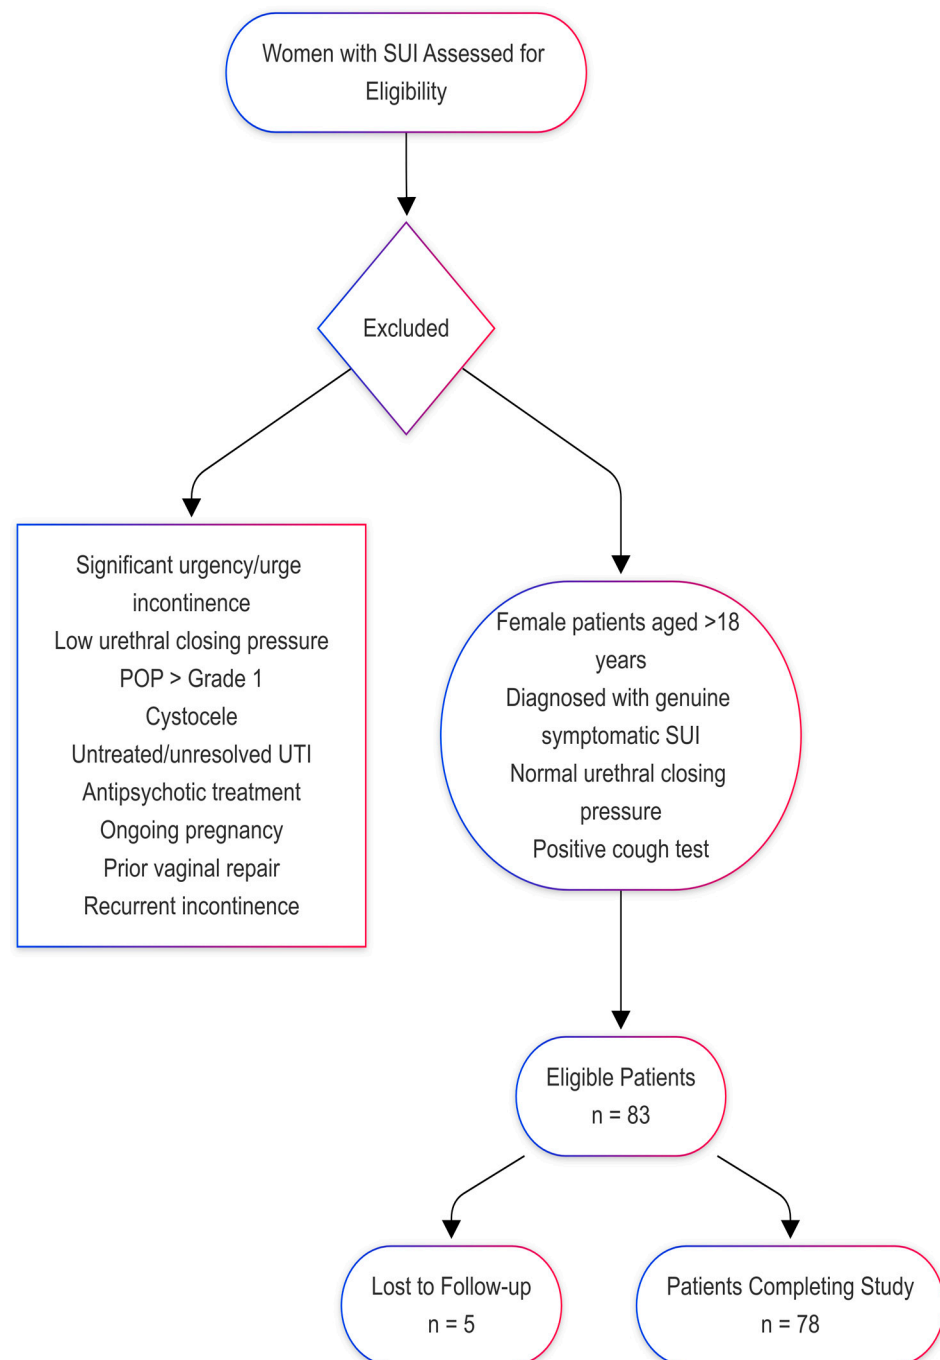 Women with SUI Assessed for
Eligibility
Excluded
Significant urgency/urge
incontinence
Low urethral closing pressure
POP > Grade 1
Cystocele
Untreated/unresolved UTI
Antipsychotic treatment
Ongoing pregnancy
Prior vaginal repair
Recurrent incontinence
Female patients aged >18
years
Diagnosed with genuine
symptomatic SUI
Normal urethral closing
pressure
Positive cough test
Eligible Patients
n = 83
Lost to Follow-up
n = 5
Patients Completing Study
n = 78